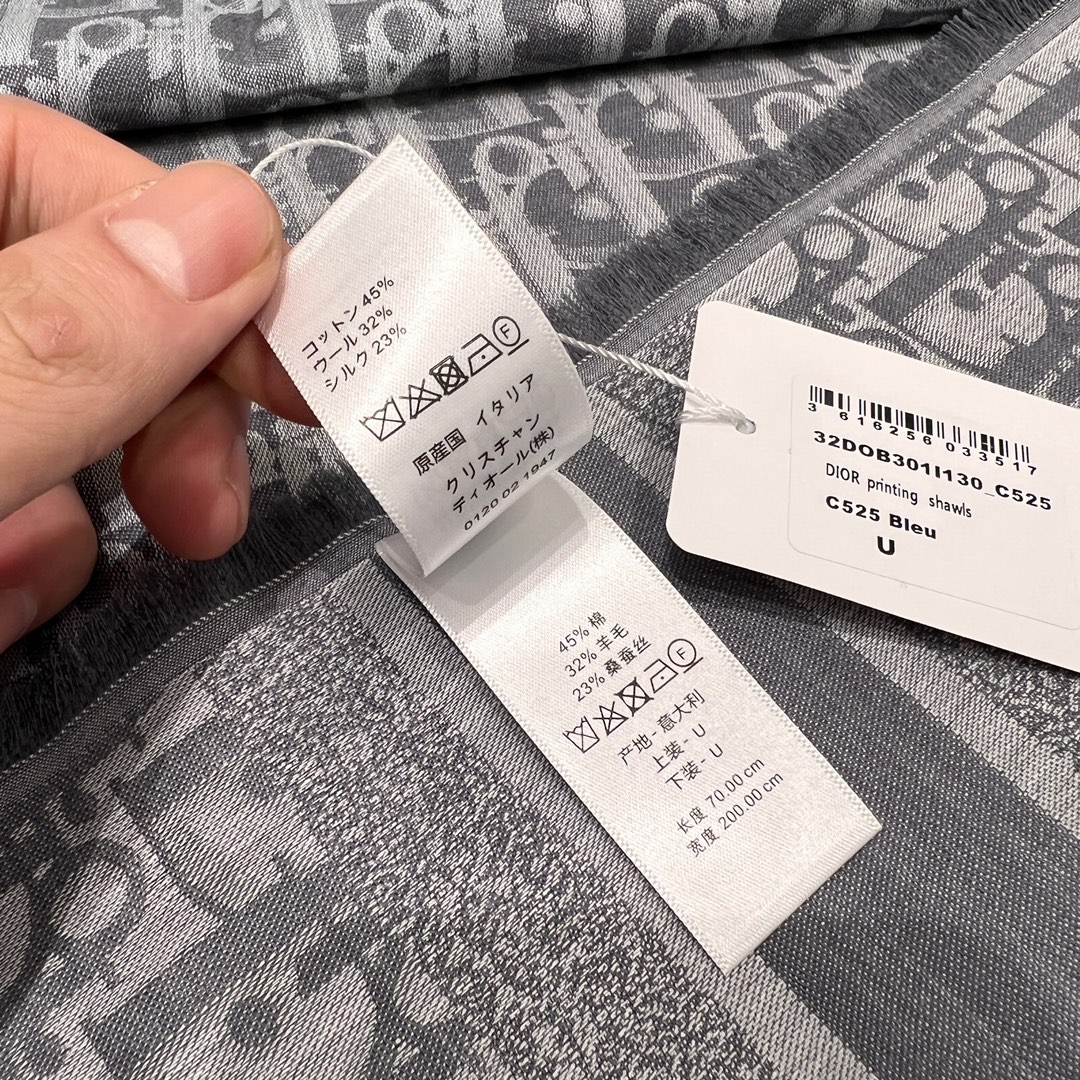 コットン 45%
ウール 32%
シルク 23%
F
原産国 イタリア
クリスチャン
ディオール(株)
0120 02 1947
3 616256 033517
32DOB301I130_C525
DIOR printing shawls
C525 Bleu
U
45% 棉
32% 羊毛
23% 桑蚕丝
F
产地 - 意大利
上装 - U
下装 - U
长度 70.00 cm
宽度 200.00 cm